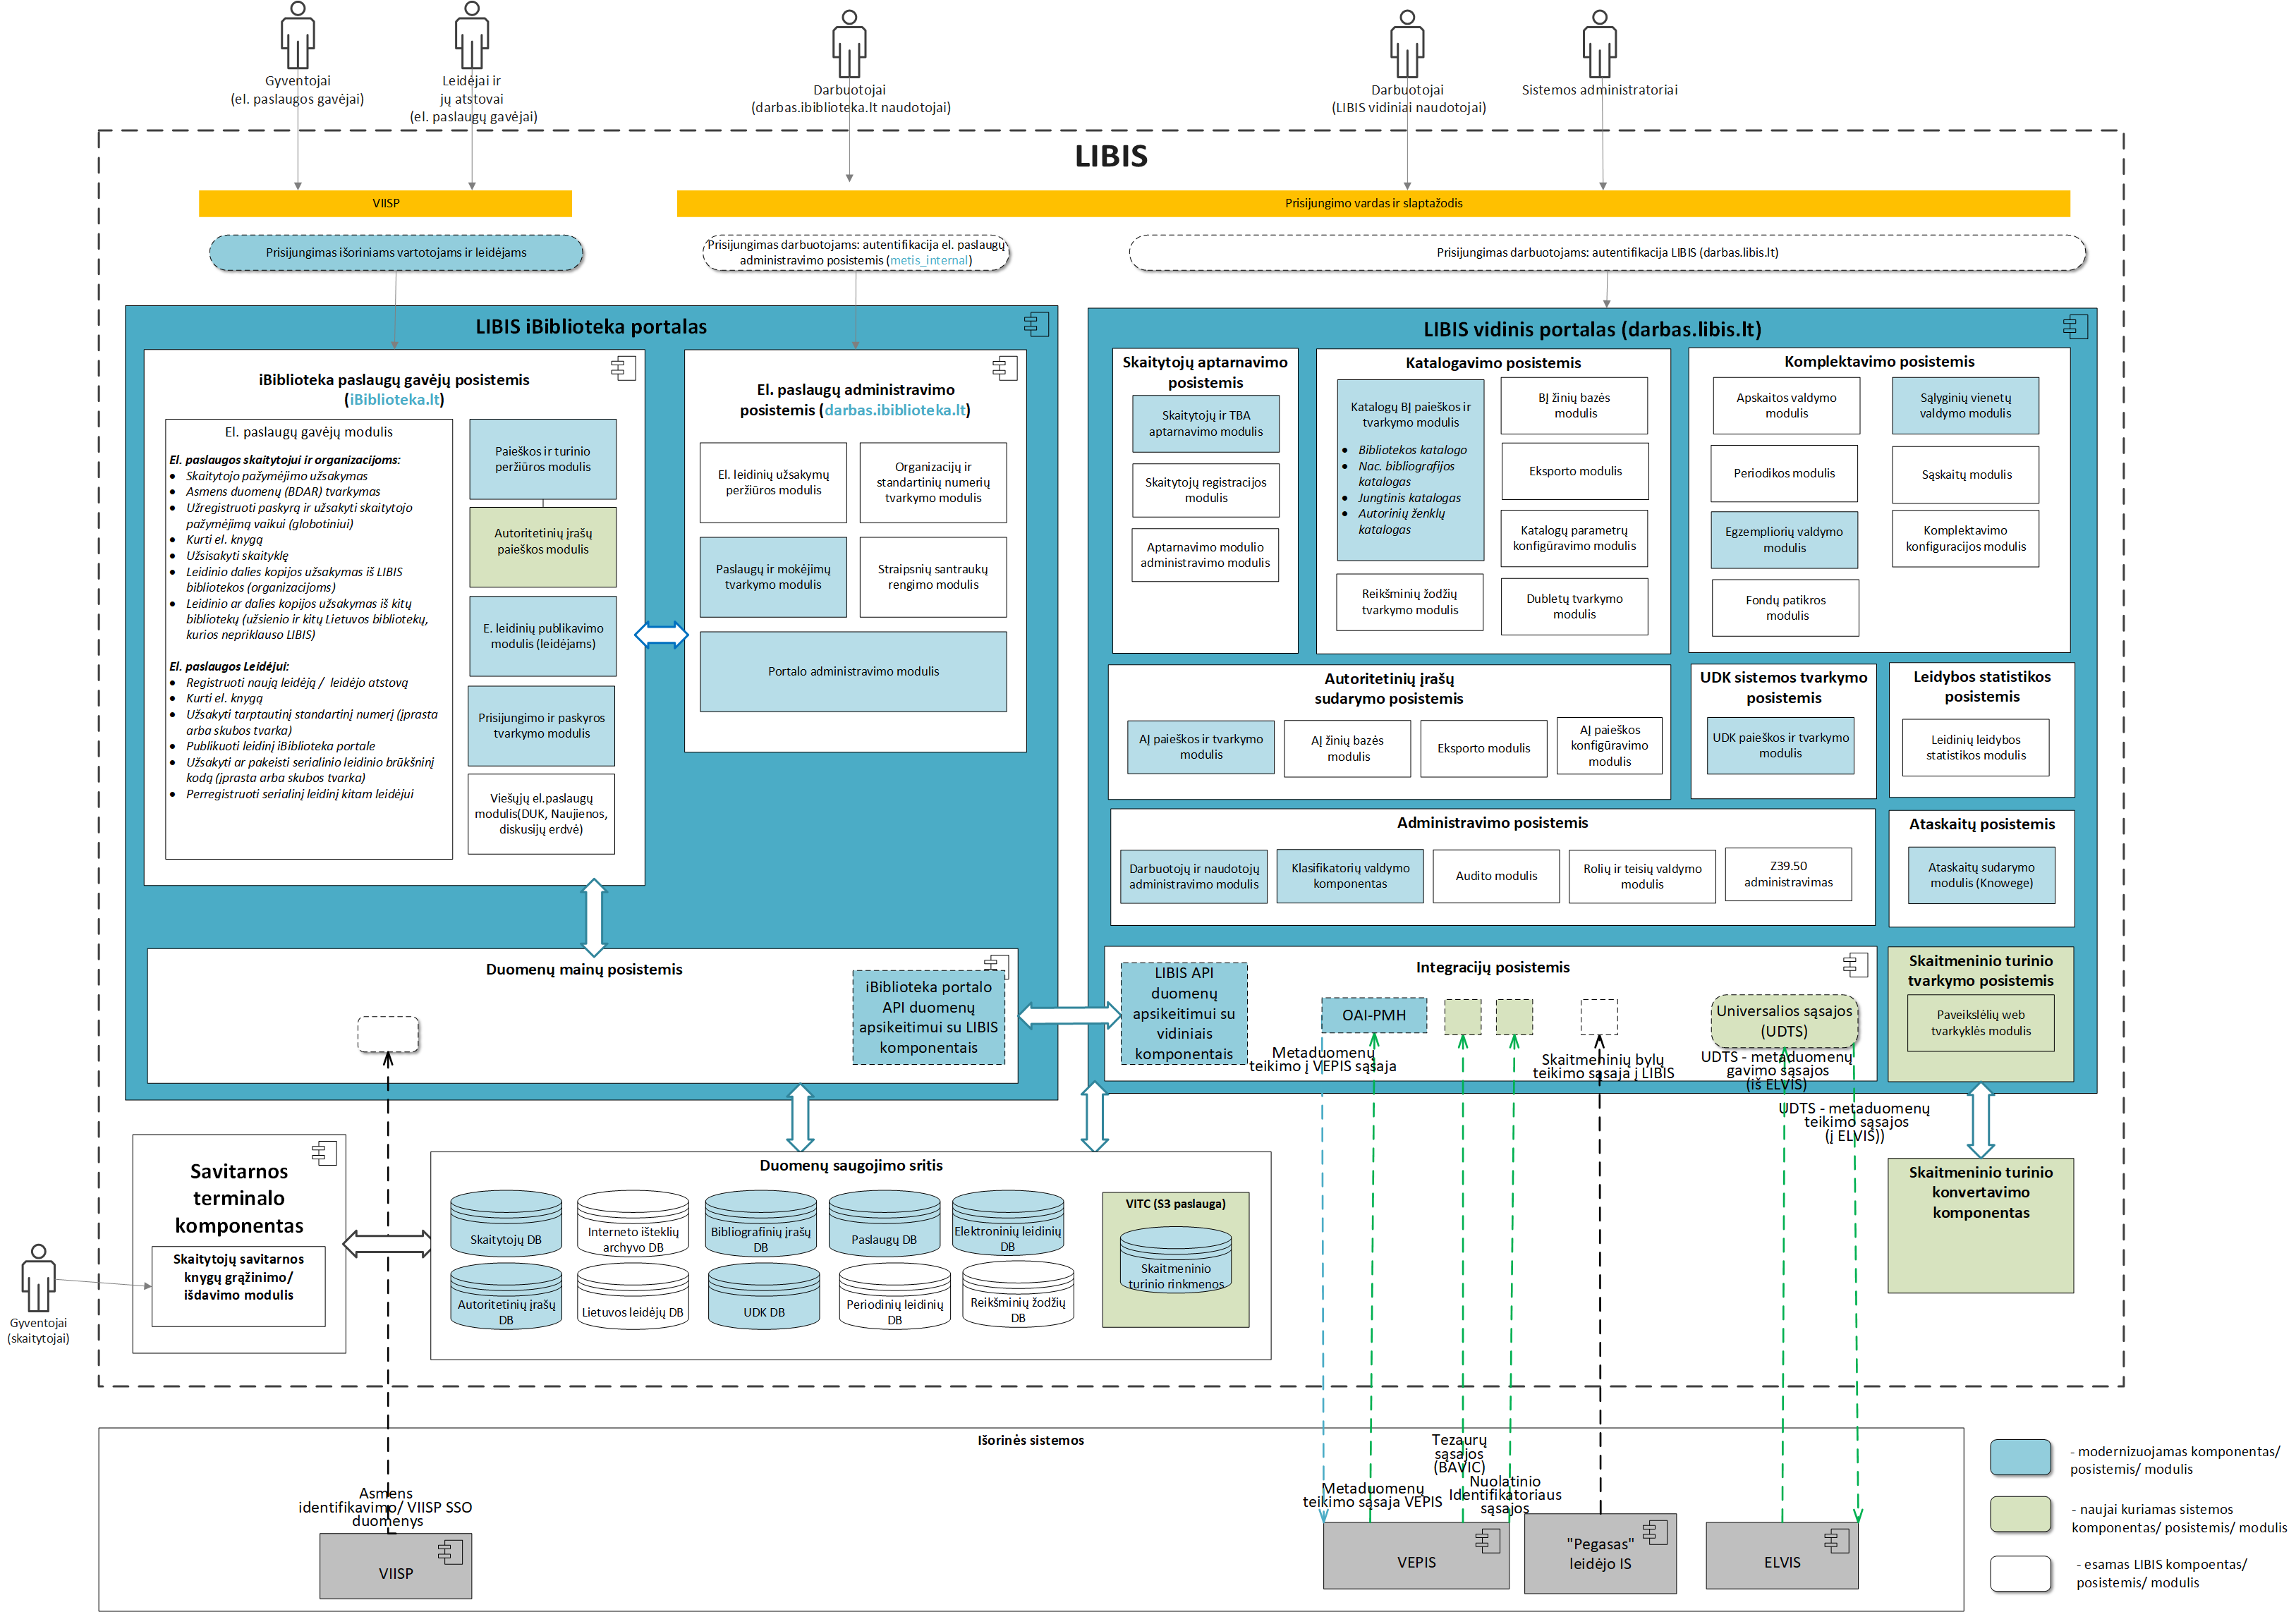 Gyventojai
(el. paslaugos gavėjai)
Leidėjai ir
jų atstovai
(el. paslaugų gavėjai)
Darbuotojai
(darbas.ibiblioteka.lt naudotojai)
Darbuotojai
(LIBIS vidiniai naudotojai)
Sistemos administratoriai
LIBIS
VIISP
Prisijungimo vardas ir slaptažodis
Prisijungimas išoriniams vartotojams ir leidėjams
Prisijungimas darbuotojams: autentifikacija el. paslaugų
administravimo posistemis (metis_internal)
Prisijungimas darbuotojams: autentifikacija LIBIS (darbas.libis.lt)
LIBIS iBiblioteka portalas
iBiblioteka paslaugų gavėjų posistemis
(iBiblioteka.lt)
El. paslaugų gavėjų modulis
El. paslaugos skaitytojui ir organizacijoms:
● Skaitytojo pažymėjimo užsakymas
● Asmens duomenų (BDAR) tvarkymas
● Užregistruoti paskyrą ir užsakyti skaitytojo
pažymėjimą vaikui (globotiniui)
● Kurti el. knygą
● Užsisakyti skaityklę
● Leidinio dalies kopijos užsakymas iš LIBIS
bibliotekos (organizacijoms)
● Leidinio ar dalies kopijos užsakymas iš kitų
bibliotekų (užsienio ir kitų Lietuvos bibliotekų,
kurios nepriklauso LIBIS)
El. paslaugos Leidėjui:
● Registruoti naują leidėją / leidėjo atstovą
● Kurti el. knygą
● Užsakyti tarptautinį standartinį numerį (įprasta
arba skubos tvarka)
● Publikuoti leidinį iBiblioteka portale
● Užsakyti ar pakeisti serialinio leidinio brūkšninį
kodą (įprasta arba skubos tvarka)
● Perregistruoti serialinį leidinį kitam leidėjui
Paieškos ir turinio
peržiūros modulis
Autoritetinių įrašų
paieškos modulis
E. leidinių publikavimo
modulis (leidėjams)
Prisijungimo ir paskyros
tvarkymo modulis
Viešųjų el.paslaugų
modulis(DUK, Naujienos,
diskusijų erdvė)
El. paslaugų administravimo
posistemis (darbas.ibiblioteka.lt)
El. leidinių užsakymų
peržiūros modulis
Organizacijų ir
standartinių numerių
tvarkymo modulis
Paslaugų ir mokėjimų
tvarkymo modulis
Straipsnių santraukų
rengimo modulis
Portalo administravimo modulis
Duomenų mainų posistemis
iBiblioteka portalo
API duomenų
apsikeitimui su LIBIS
komponentais
LIBIS vidinis portalas (darbas.libis.lt)
Skaitytojų aptarnavimo
posistemis
Skaitytojų ir TBA
aptarnavimo modulis
Skaitytojų registracijos
modulis
Aptarnavimo modulio
administravimo modulis
Katalogavimo posistemis
Katalogų BĮ paieškos ir
tvarkymo modulis
● Bibliotekos katalogo
● Nac. bibliografijos
katalogas
● Jungtinis katalogas
● Autorinių ženklų
katalogas
Reikšminių žodžių
tvarkymo modulis
BĮ žinių bazės
modulis
Eksporto modulis
Katalogų parametrų
konfigūravimo modulis
Dubletų tvarkymo
modulis
Komplektavimo posistemis
Apskaitos valdymo
modulis
Sąlyginių vienetų
valdymo modulis
Periodikos modulis
Sąskaitų modulis
Egzempliorių valdymo
modulis
Komplektavimo
konfiguracijos modulis
Fondų patikros
modulis
Autoritetinių įrašų
sudarymo posistemis
AĮ paieškos ir tvarkymo
modulis
AĮ žinių bazės
modulis
Eksporto modulis
AĮ paieškos
konfigūravimo
modulis
UDK sistemos tvarkymo
posistemis
UDK paieškos ir tvarkymo
modulis
Leidybos statistikos
posistemis
Leidinių leidybos
statistikos modulis
Administravimo posistemis
Darbuotojų ir naudotojų
administravimo modulis
Klasifikatorių valdymo
komponentas
Audito modulis
Rolių ir teisių valdymo
modulis
Z39.50
administravimas
Ataskaitų posistemis
Ataskaitų sudarymo
modulis (Knowege)
Integracijų posistemis
LIBIS API
duomenų
apsikeitimui su
vidiniais
komponentais
OAI-PMH
Metaduomenų
teikimo į VEPIS sąsaja
Skaitmeninių bylų
teikimo sąsaja į LIBIS
Universalios sąsajos
(UDTS)
UDTS - metaduomenų
gavimo sąsajos
(iš ELVIS)
UDTS - metaduomenų
teikimo sąsajos
(į ELVIS))
Skaitmeninio turinio
tvarkymo posistemis
Paveikslėlių web
tvarkyklės modulis
Skaitmeninio turinio
konvertavimo
komponentas
Savitarnos
terminalo
komponentas
Skaitytojų savitarnos
knygų grąžinimo/
išdavimo modulis
Gyventojai
(skaitytojai)
Duomenų saugojimo sritis
Skaitytojų DB
Interneto išteklių
archyvo DB
Bibliografinių įrašų
DB
Paslaugų DB
Elektroninių leidinių
DB
Autoritetinių įrašų
DB
Lietuvos leidėjų DB
UDK DB
Periodinių leidinių
DB
Reikšminių žodžių
DB
VITC (S3 paslauga)
Skaitmeninio
turinio rinkmenos
Išorinės sistemos
Asmens
identifikavimo/ VIISP SSO
duomenys
VIISP
Metaduomenų
teikimo sąsaja VEPIS
Tezaurų
sąsajos
(BAVIC)
Nuolatinio
Identifikatoriaus
sąsajos
VEPIS
"Pegasas"
leidėjo IS
ELVIS
- modernizuojamas komponentas/
posistemis/ modulis
- naujai kuriamas sistemos
komponentas/ posistemis/ modulis
- esamas LIBIS kompoentas/
posistemis/ modulis